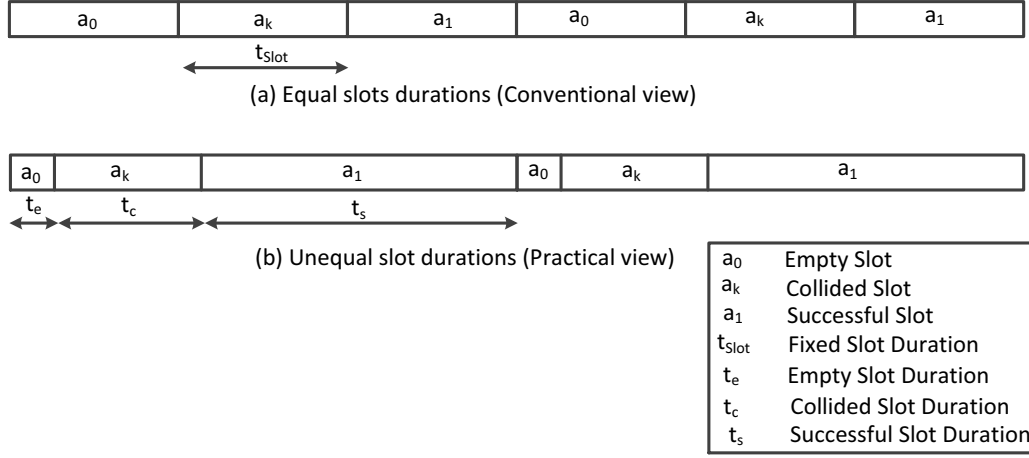 a0 ak a1 a0 ak a1
tSlot
(a) Equal slots durations (Conventional view)
a0 ak a1 a0 ak a1
te tc ts
(b) Unequal slot durations (Practical view)
a0 Empty Slot
ak Collided Slot
a1 Successful Slot
tSlot Fixed Slot Duration
te Empty Slot Duration
tc Collided Slot Duration
ts Successful Slot Duration